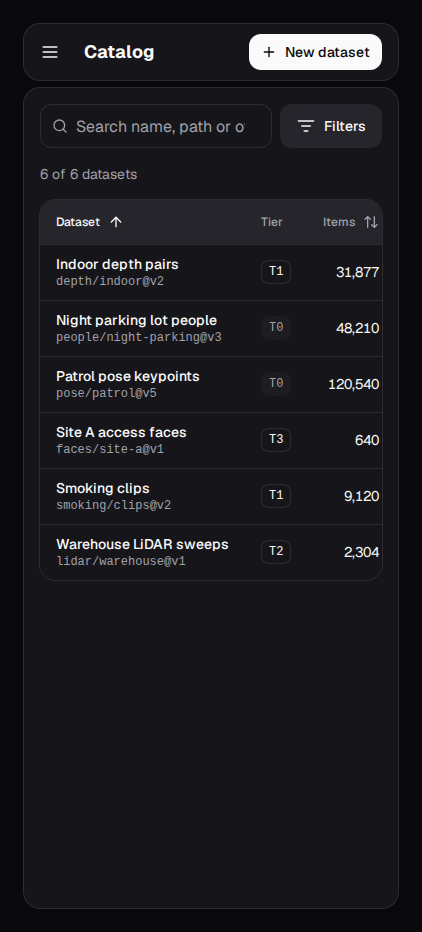 Catalog
New dataset
Search name, path or o
Filters
6 of 6 datasets
Dataset Tier Items
Indoor depth pairs T1 31,877
depth/indoor@v2
Night parking lot people T0 48,210
people/night-parking@v3
Patrol pose keypoints T0 120,540
pose/patrol@v5
Site A access faces T3 640
faces/site-a@v1
Smoking clips T1 9,120
smoking/clips@v2
Warehouse LiDAR sweeps T2 2,304
lidar/warehouse@v1